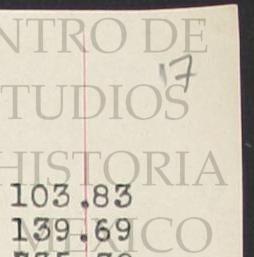 NTRO DE
17
TUDIOS
HISTORIA
103.83
139.69
MEXICO